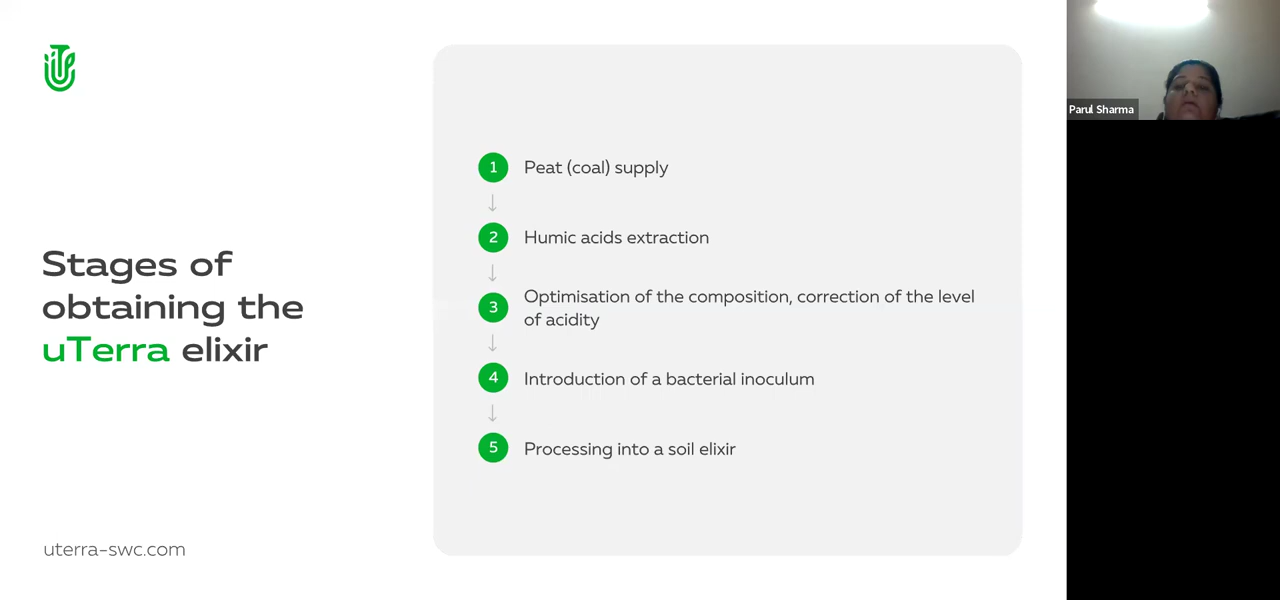 Stages of
obtaining the
uTerra elixir
uterra-swc.com
1 Peat (coal) supply
2 Humic acids extraction
3 Optimisation of the composition, correction of the level
of acidity
4 Introduction of a bacterial inoculum
5 Processing into a soil elixir
Parul Sharma